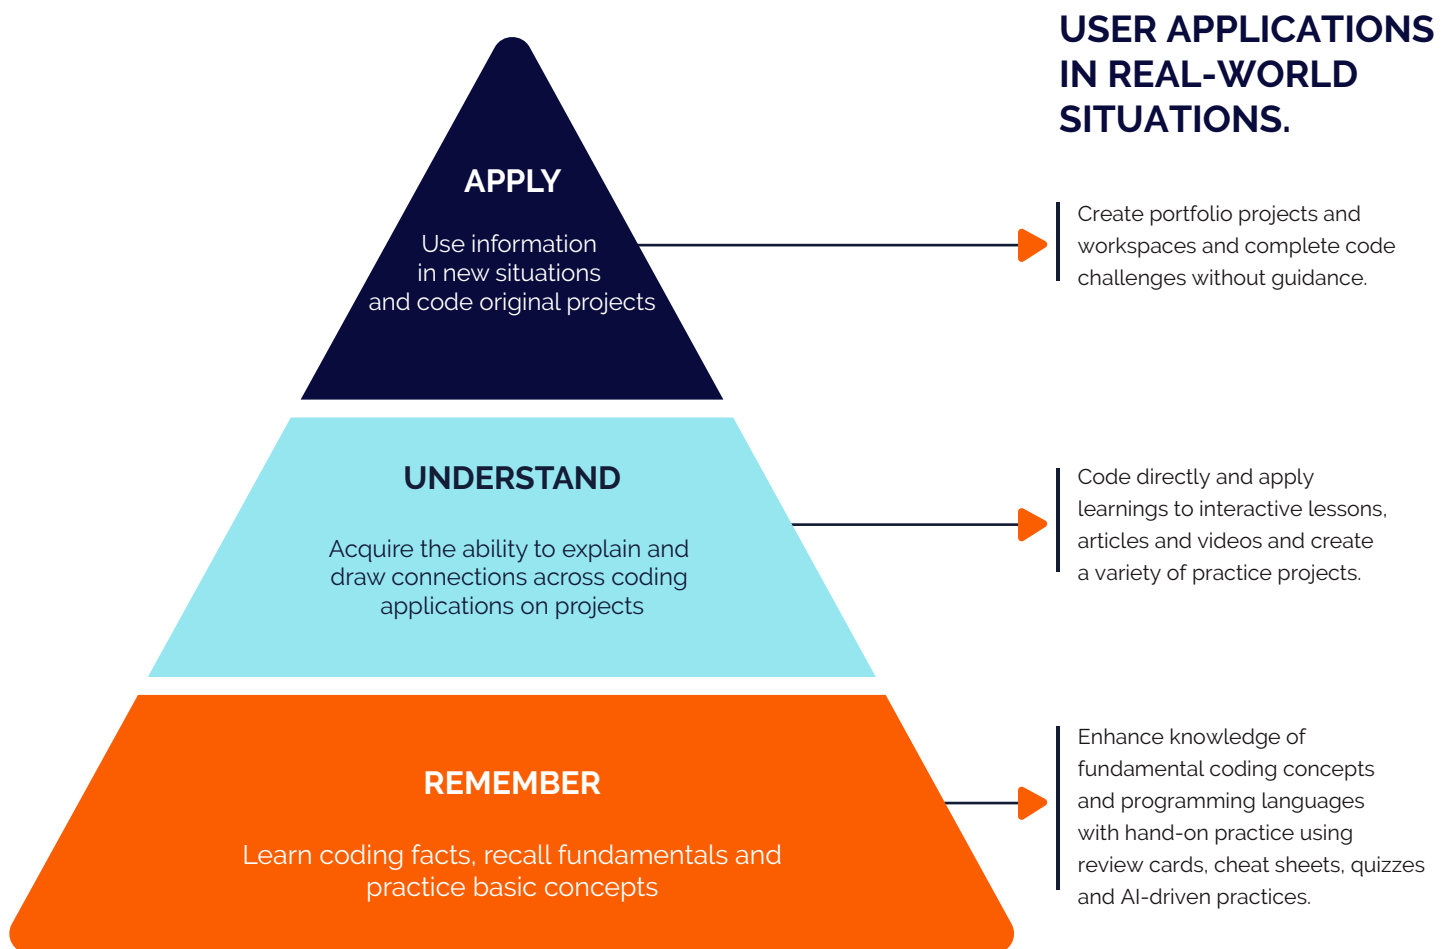 USER APPLICATIONS
IN REAL-WORLD
SITUATIONS.
APPLY
Use information
in new situations
and code original projects
Create portfolio projects and
workspaces and complete code
challenges without guidance.
UNDERSTAND
Acquire the ability to explain and
draw connections across coding
applications on projects
Code directly and apply
learnings to interactive lessons,
articles and videos and create
a variety of practice projects.
REMEMBER
Learn coding facts, recall fundamentals and
practice basic concepts
Enhance knowledge of
fundamental coding concepts
and programming languages
with hand-on practice using
review cards, cheat sheets, quizzes
and AI-driven practices.